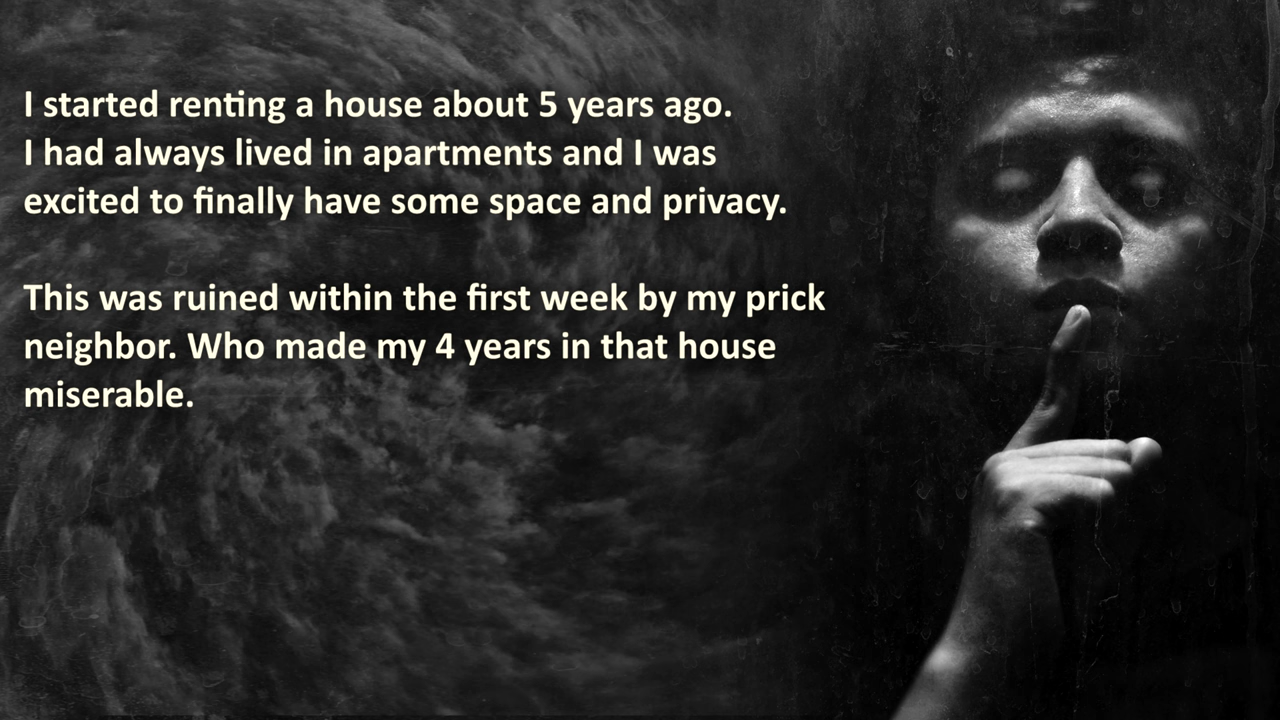 I started renting a house about 5 years ago.
I had always lived in apartments and I was
excited to finally have some space and privacy.
This was ruined within the first week by my prick
neighbor. Who made my 4 years in that house
miserable.